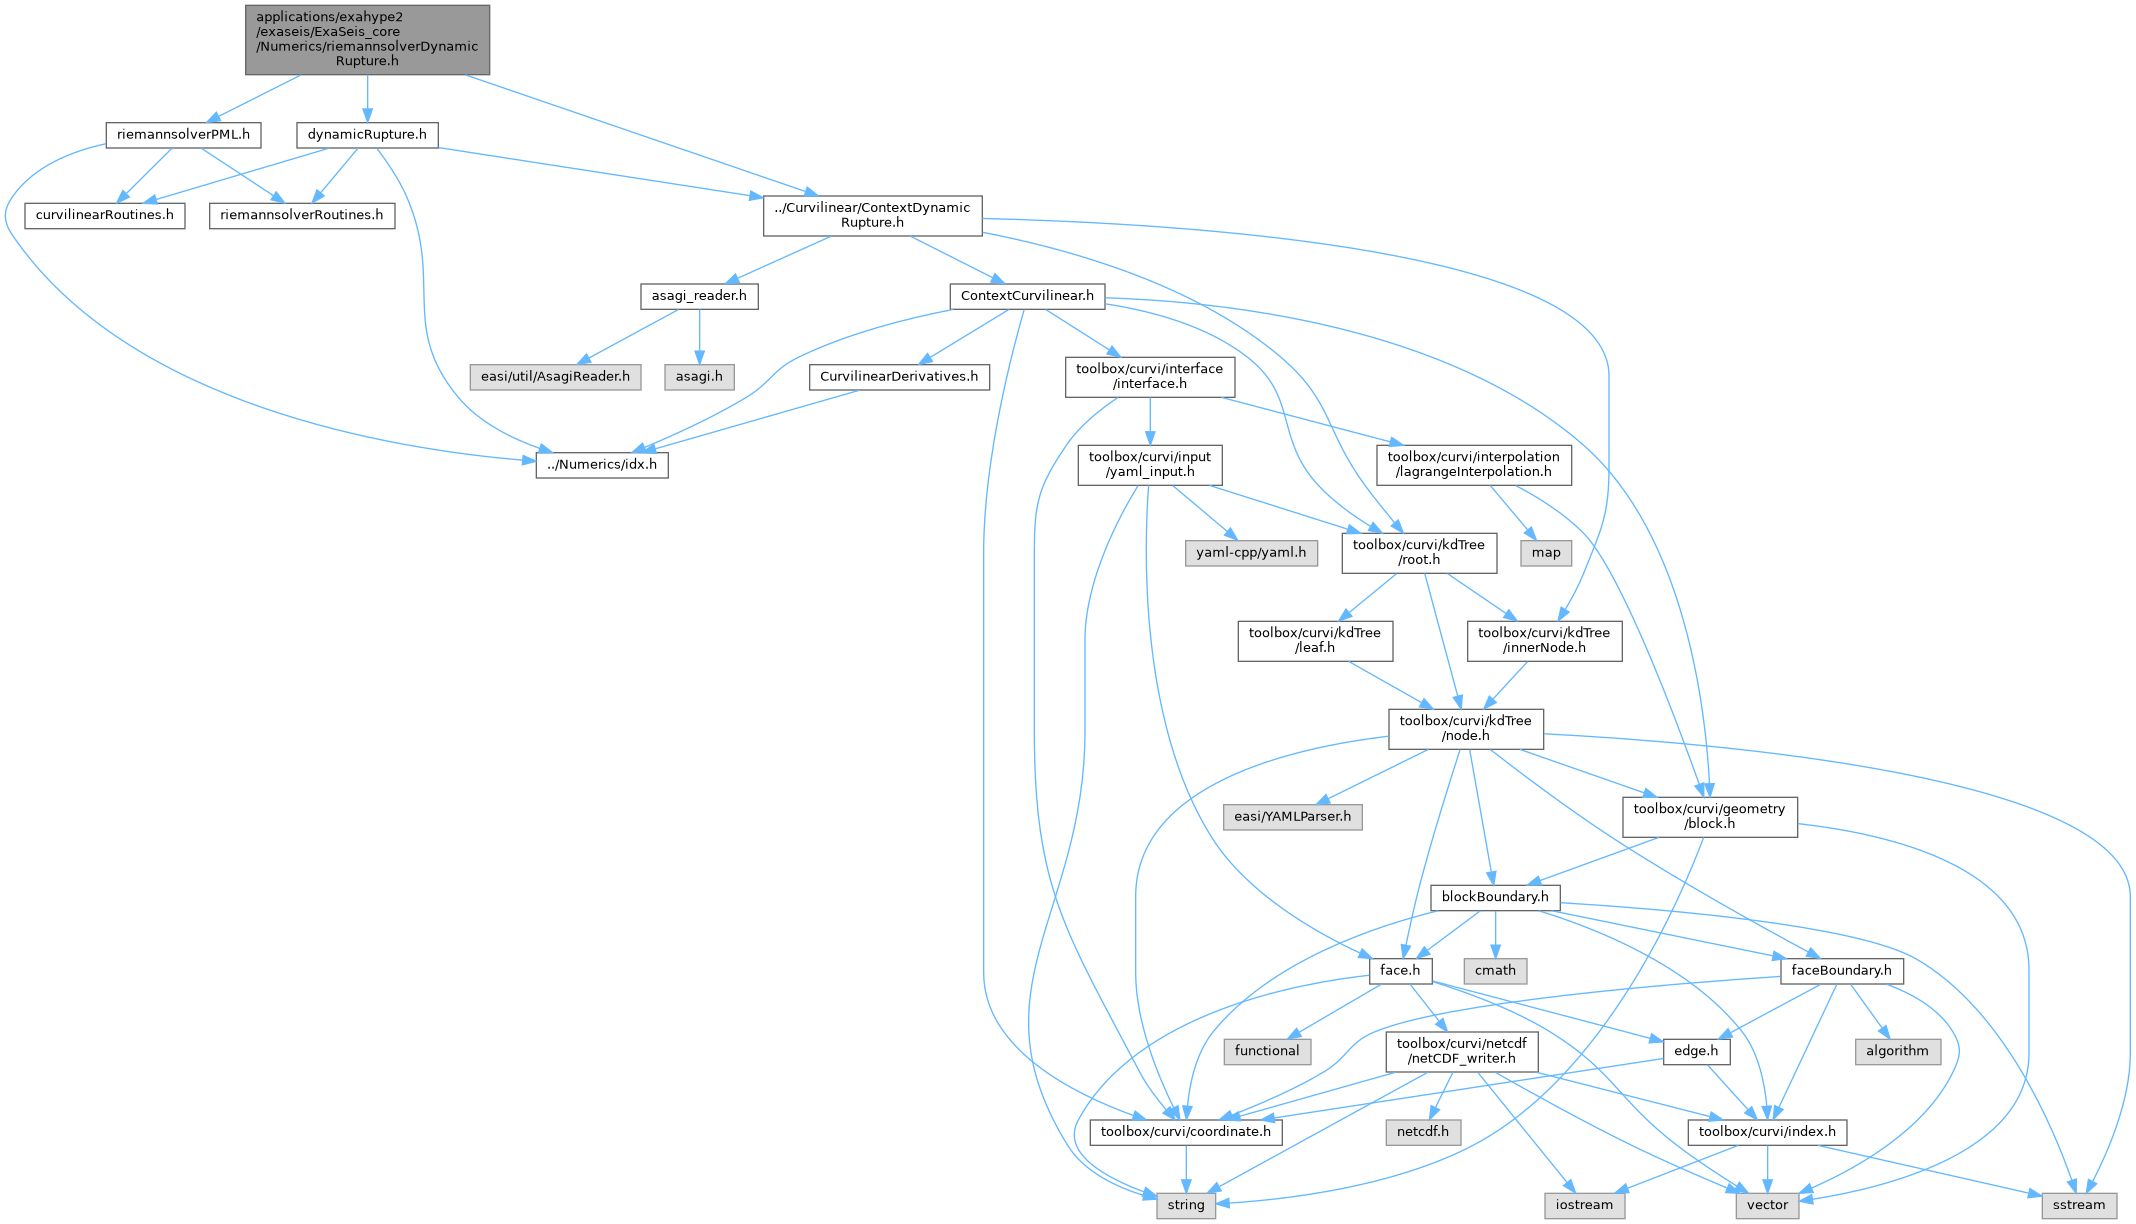 applications/exahype2
/exaseis/ExaSeis_core
/Numerics/riemannsolverDynamic
Rupture.h
riemannsolverPML.h
dynamicRupture.h
curvilinearRoutines.h
riemannsolverRoutines.h
../Curvilinear/ContextDynamic
Rupture.h
asagi_reader.h
ContextCurvilinear.h
easi/util/AsagiReader.h
asagi.h
CurvilinearDerivatives.h
toolbox/curvi/interface
/interface.h
../Numerics/idx.h
toolbox/curvi/input
/yaml_input.h
toolbox/curvi/interpolation
/lagrangeInterpolation.h
yaml-cpp/yaml.h
toolbox/curvi/kdTree
/root.h
map
toolbox/curvi/kdTree
/leaf.h
toolbox/curvi/kdTree
/innerNode.h
toolbox/curvi/kdTree
/node.h
easi/YAMLParser.h
toolbox/curvi/geometry
/block.h
blockBoundary.h
face.h
cmath
faceBoundary.h
functional
toolbox/curvi/netcdf
/netCDF_writer.h
edge.h
algorithm
toolbox/curvi/coordinate.h
netcdf.h
toolbox/curvi/index.h
string
iostream
vector
sstream